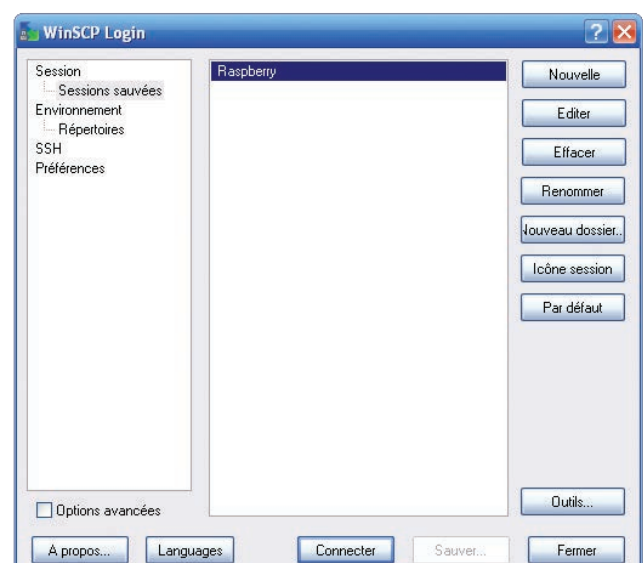 WinSCP Login
Session
Sessions sauvées
Environnement
Répertoires
SSH
Préférences
Raspberry
Nouvelle
Editer
Effacer
Renommer
Nouveau dossier..
Icône session
Par défaut
Outils...
Options avancées
A propos...
Languages
Connecter
Sauver...
Fermer